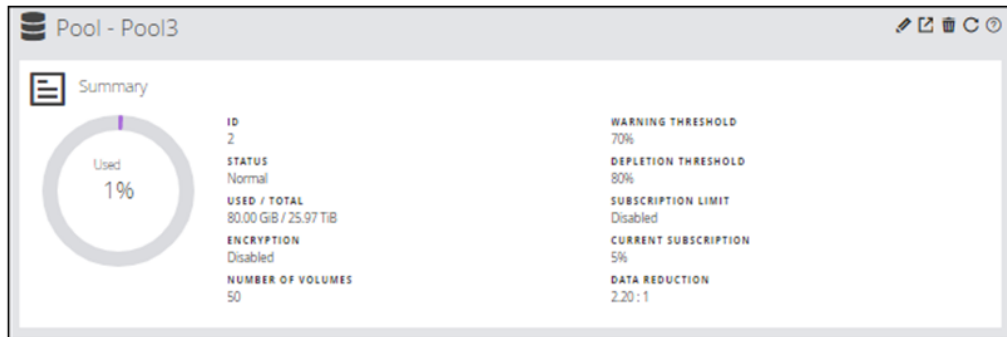 Pool - Pool3
Summary
Used
1%
ID
2
STATUS
Normal
USED / TOTAL
80.00 GiB / 25.97 TiB
ENCRYPTION
Disabled
NUMBER OF VOLUMES
50
WARNING THRESHOLD
70%
DEPLETION THRESHOLD
80%
SUBSCRIPTION LIMIT
Disabled
CURRENT SUBSCRIPTION
5%
DATA REDUCTION
2.20 : 1